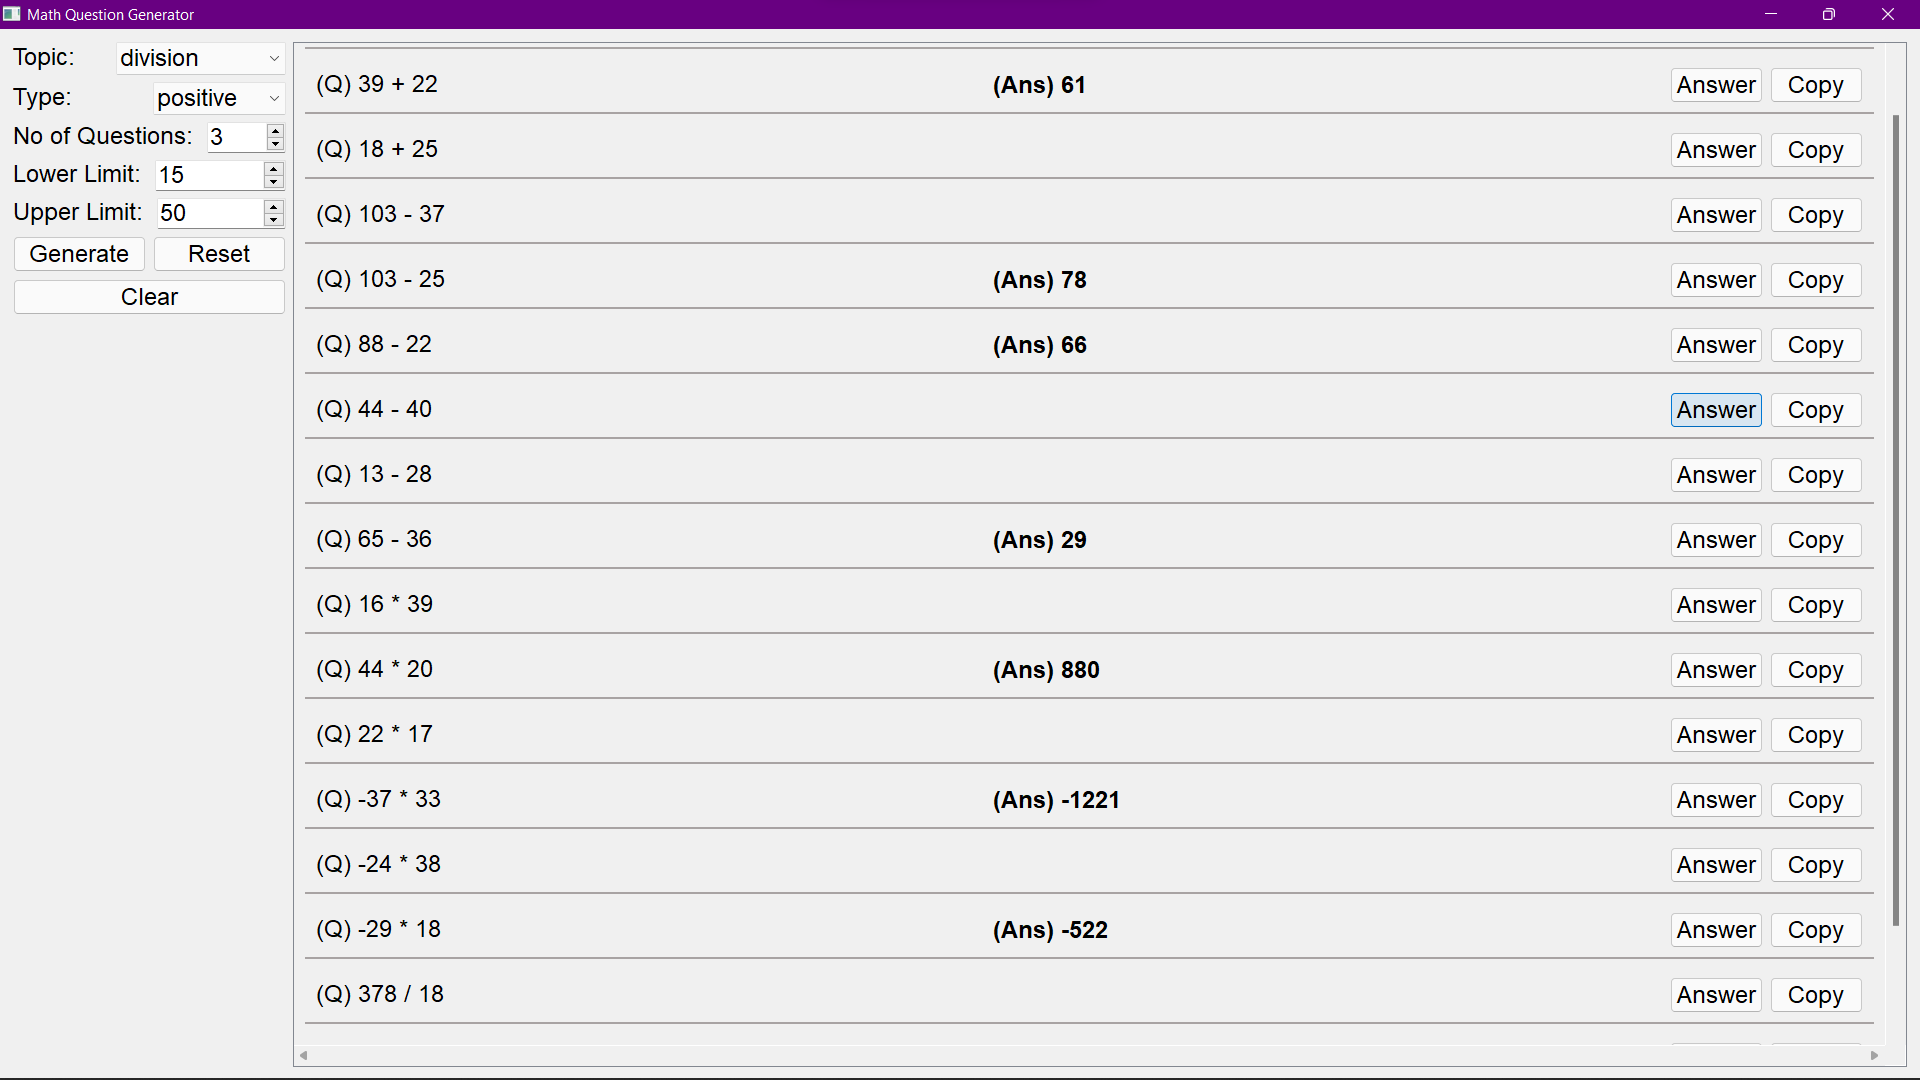 Math Question Generator
Topic: division
Type: positive
No of Questions: 3
Lower Limit: 15
Upper Limit: 50
Generate Reset
Clear
(Q) 39 + 22 (Ans) 61 Answer Copy
(Q) 18 + 25 Answer Copy
(Q) 103 - 37 Answer Copy
(Q) 103 - 25 (Ans) 78 Answer Copy
(Q) 88 - 22 (Ans) 66 Answer Copy
(Q) 44 - 40 Answer Copy
(Q) 13 - 28 Answer Copy
(Q) 65 - 36 (Ans) 29 Answer Copy
(Q) 16 * 39 Answer Copy
(Q) 44 * 20 (Ans) 880 Answer Copy
(Q) 22 * 17 Answer Copy
(Q) -37 * 33 (Ans) -1221 Answer Copy
(Q) -24 * 38 Answer Copy
(Q) -29 * 18 (Ans) -522 Answer Copy
(Q) 378 / 18 Answer Copy